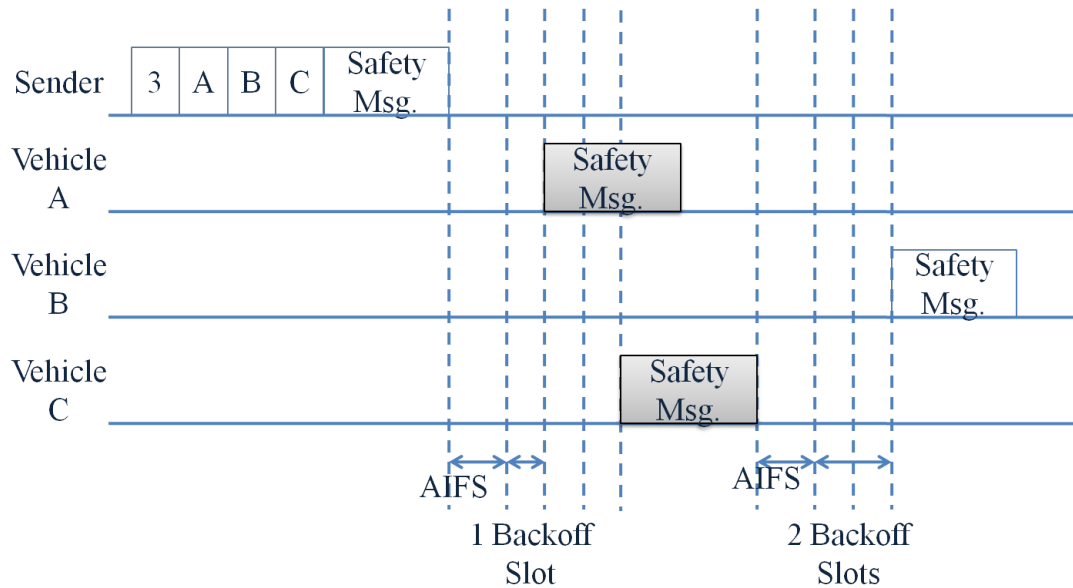 Sender
3 A B C Safety
Msg.
Vehicle
A
Safety
Msg.
Vehicle
B
Safety
Msg.
Vehicle
C
Safety
Msg.
AIFS
AIFS
1 Backoff
Slot
2 Backoff
Slots